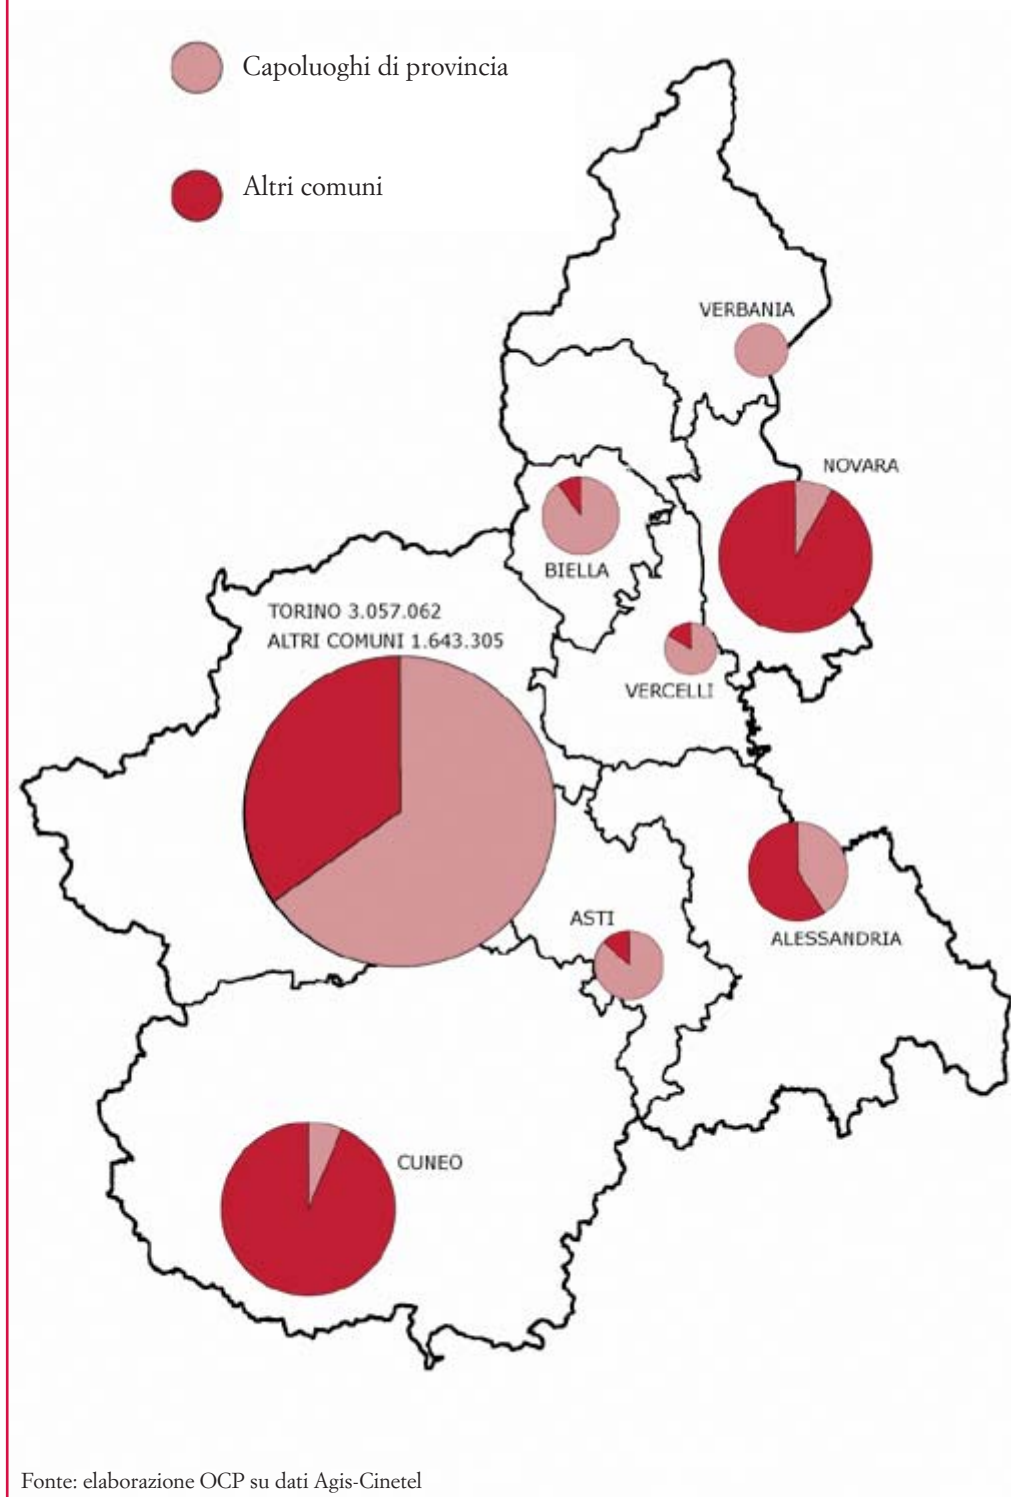 Capoluoghi di provincia
Altri comuni
VERBANIA
NOVARA
BIELLA
TORINO 3.057.062
ALTRI COMUNI 1.643.305
VERCELLI
ASTI
ALESSANDRIA
CUNEO
Fonte: elaborazione OCP su dati Agis-Cinetel